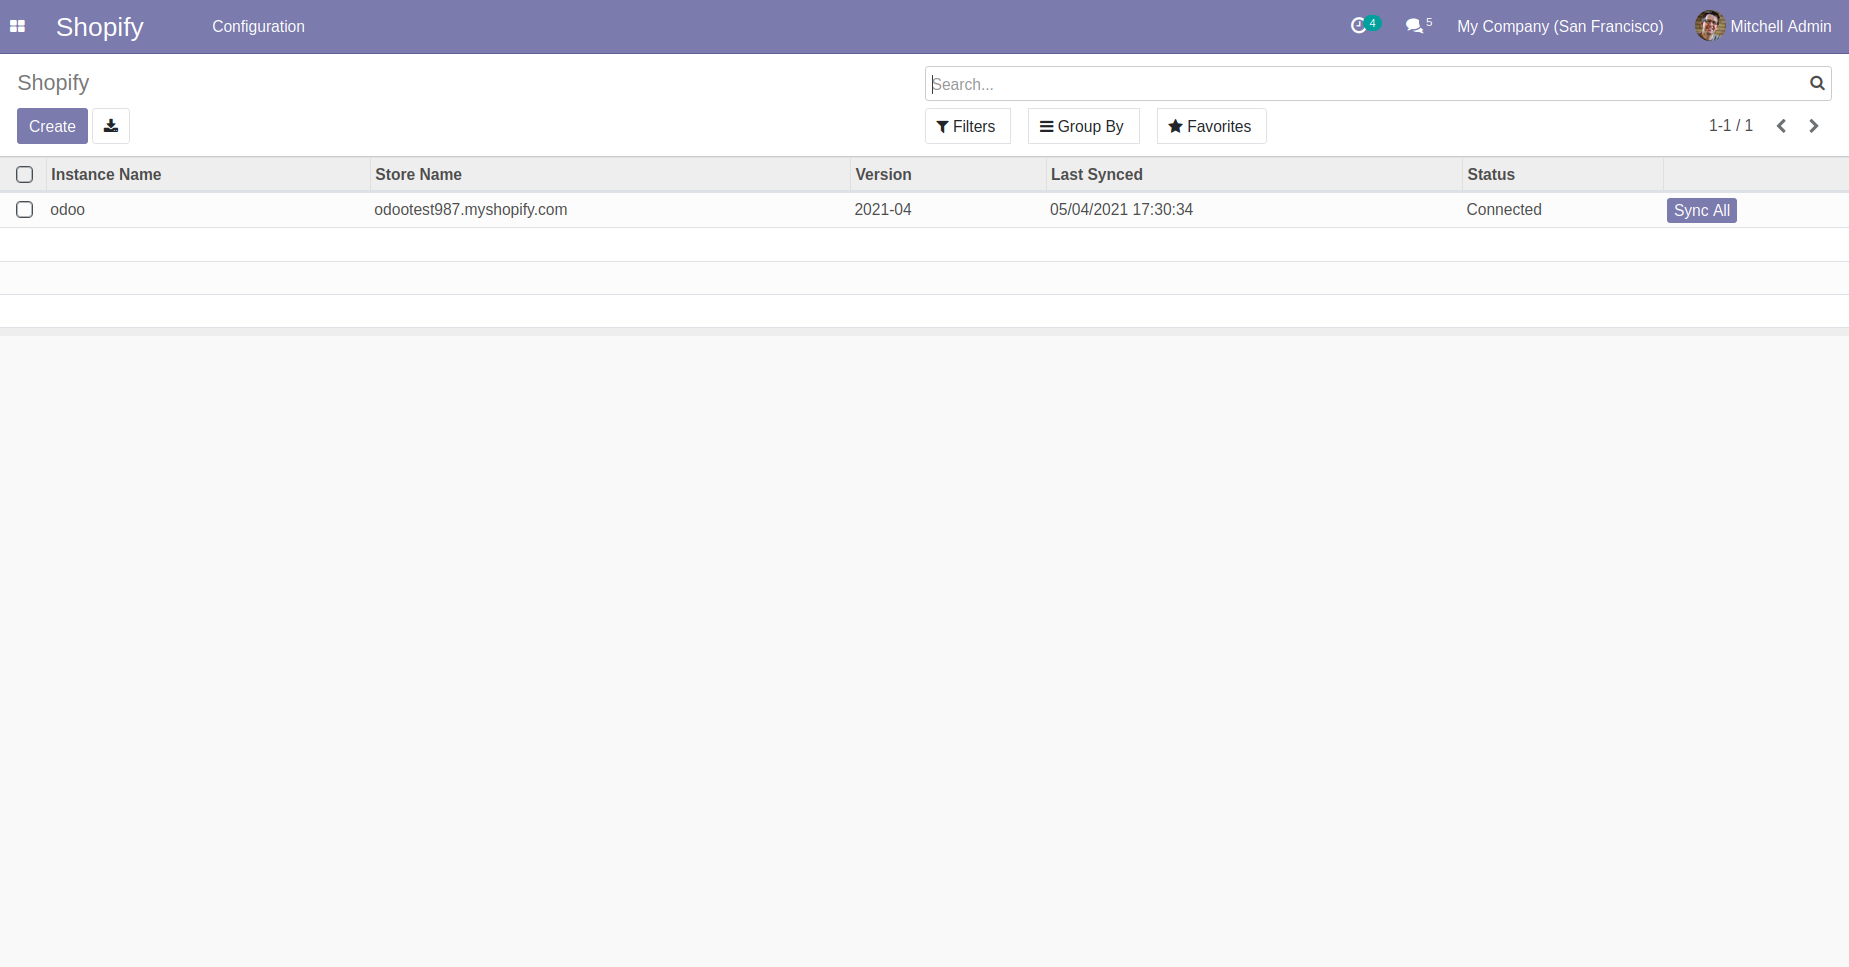 Shopify Configuration 4 5 My Company (San Francisco) Mitchell Admin
Shopify Search...
Create Filters Group By Favorites 1-1 / 1
Instance Name Store Name Version Last Synced Status
odoo odootest987.myshopify.com 2021-04 05/04/2021 17:30:34 Connected Sync All